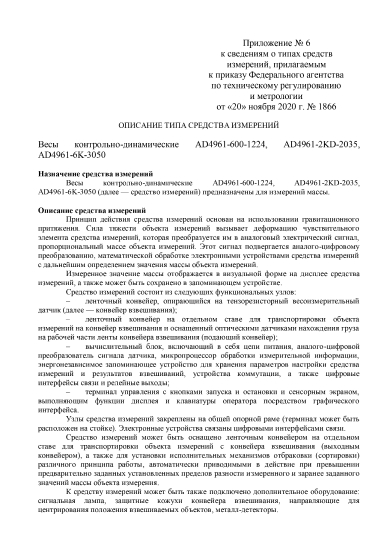 Приложение № 6
к сведениям о типах средств
измерений, прилагаемым
к приказу Федерального агентства
по техническому регулированию
и метрологии
от «20» ноября 2020 г. № 1866
ОПИСАНИЕ ТИПА СРЕДСТВА ИЗМЕРЕНИЙ
Весы контрольно-динамические AD4961-600-1224, AD4961-2KD-2035,
AD4961-6K-3050
Назначение средства измерений
Весы контрольно-динамические AD4961-600-1224, AD4961-2KD-2035,
AD4961-6K-3050 (далее — средство измерений) предназначены для измерений массы.
Описание средства измерений
Принцип действия средства измерений основан на использовании гравитационного
притяжения. Сила тяжести объекта измерений вызывает деформацию чувствительного
элемента средства измерений, которая преобразуется им в аналоговый электрический сигнал,
пропорциональный массе объекта измерений. Этот сигнал подвергается аналого-цифровому
преобразованию, математической обработке электронными устройствами средства измерений
с дальнейшим определением значения массы объекта измерений.
Измеренное значение массы отображается в визуальной форме на дисплее средства
измерений, а также может быть сохранено в запоминающем устройстве.
Средство измерений состоит из следующих функциональных узлов:
– ленточный конвейер, опирающийся на тензорезисторный весоизмерительный
датчик (далее — конвейер взвешивания);
– ленточный конвейер на отдельном ставе для транспортировки объекта
измерений на конвейер взвешивания и оснащенный оптическими датчиками нахождения груза
на рабочей ленты конвейера взвешивания (подающий конвейер);
– вычислительный блок, включающий в себя цепи питания, аналого-цифровой
преобразователь сигнала датчика, микропроцессор обработки измерительной информации,
энергонезависимое запоминающее устройство для хранения параметров настройки средства
измерений и результатов взвешиваний, устройства коммутации, а также цифровые
интерфейсы связи и релейные выходы;
– терминал управления с кнопками запуска и остановки и сенсорным экраном,
выполняющим функции дисплея и клавиатуры оператора посредством графического
интерфейса.
Узлы средства измерений закреплены на общей опорной раме (терминал может быть
расположен на стойке). Электронные устройства связаны цифровыми интерфейсами связи.
Средство измерений может быть оснащено ленточным конвейером на отдельном
ставе для транспортировки объекта измерений с конвейера взвешивания (выходным
конвейером), а также для установки исполнительных механизмов отбраковки (сортировки)
различного принципа работы, автоматически приводимыми в действие при превышении
предварительно заданных установленных пределов разности измеренного и заранее заданного
значений массы объекта измерения.
К средству измерений может быть также подключено дополнительное оборудование:
сигнальная лампа, защитные кожухи конвейера взвешивания, направляющие для
центрирования положения взвешиваемых объектов, металл-детекторы.